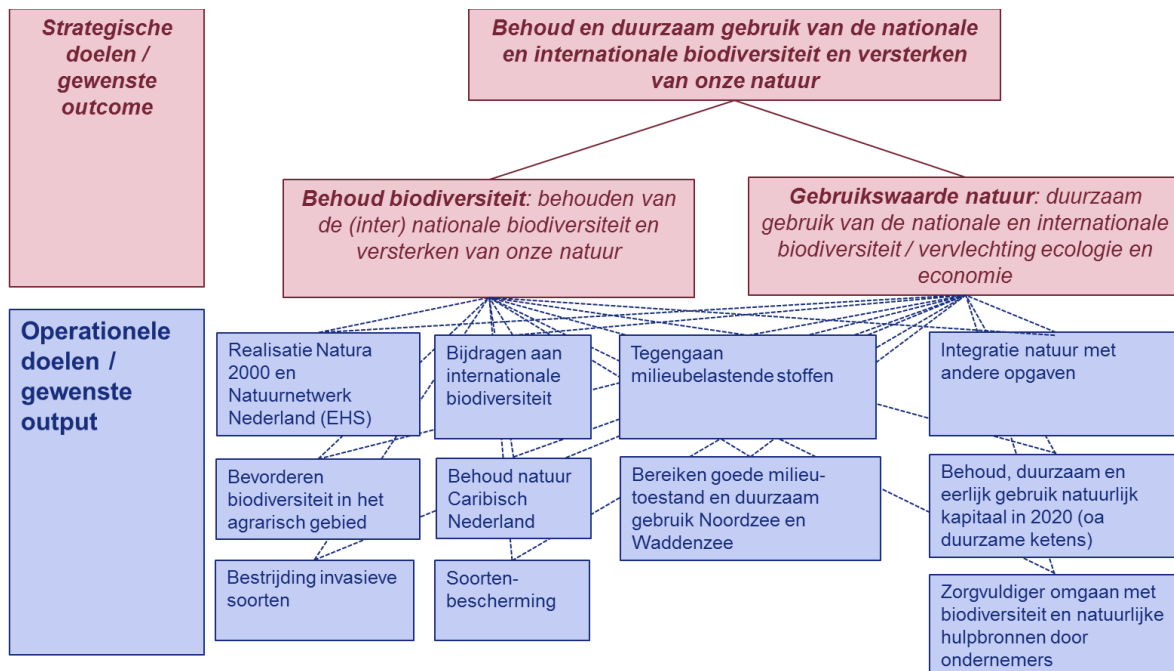 Strategische
doelen /
gewenste
outcome
Behoud en duurzaam gebruik van de nationale
en internationale biodiversiteit en versterken
van onze natuur
Behoud biodiversiteit: behouden van
de (inter) nationale biodiversiteit en
versterken van onze natuur
Gebruikswaarde natuur: duurzaam
gebruik van de nationale en internationale
biodiversiteit / vervlechting ecologie en
economie
Operationele
doelen /
gewenste
output
Realisatie Natura
2000 en
Natuurnetwerk
Nederland (EHS)
Bijdragen aan
internationale
biodiversiteit
Tegengaan
milieubelastende stoffen
Integratie natuur met
andere opgaven
Bevorderen
biodiversiteit in het
agrarisch gebied
Behoud natuur
Caribisch
Nederland
Bereiken goede milieu-
toestand en duurzaam
gebruik Noordzee en
Waddenzee
Behoud, duurzaam en
eerlijk gebruik natuurlijk
kapitaal in 2020 (oa
duurzame ketens)
Bestrijding invasieve
soorten
Soorten-
bescherming
Zorgvuldiger omgaan met
biodiversiteit en natuurlijke
hulpbronnen door
ondernemers